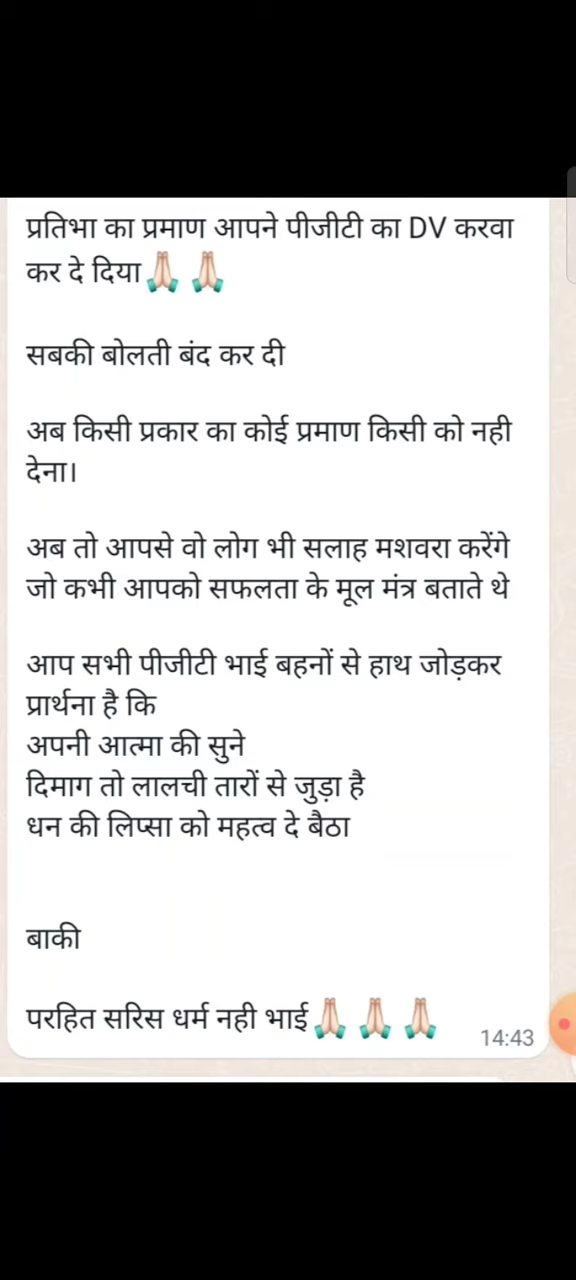 प्रतिभा का प्रमाण आपने पीजीटी का DV करवा
कर दे दिया🙏🏻 🙏🏻
सबकी बोलती बंद कर दी
अब किसी प्रकार का कोई प्रमाण किसी को नही
देना।
अब तो आपसे वो लोग भी सलाह मशवरा करेंगे
जो कभी आपको सफलता के मूल मंत्र बताते थे
आप सभी पीजीटी भाई बहनों से हाथ जोड़कर
प्रार्थना है कि
अपनी आत्मा की सुने
दिमाग तो लालची तारों से जुड़ा है
धन की लिप्सा को महत्व दे बैठा
बाकी
परहित सरिस धर्म नही भाई🙏🏻 🙏🏻 🙏🏻
14:43